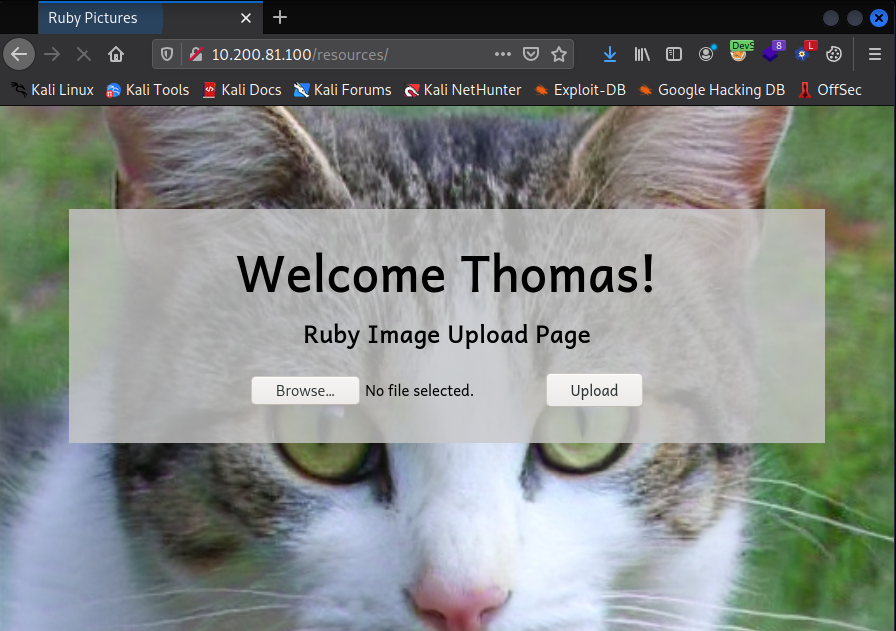 Ruby Pictures
10.200.81.100/resources/
DevS 8 L
Kali Linux Kali Tools Kali Docs Kali Forums Kali NetHunter Exploit-DB Google Hacking DB OffSec
Welcome Thomas!
Ruby Image Upload Page
Browse... No file selected. Upload